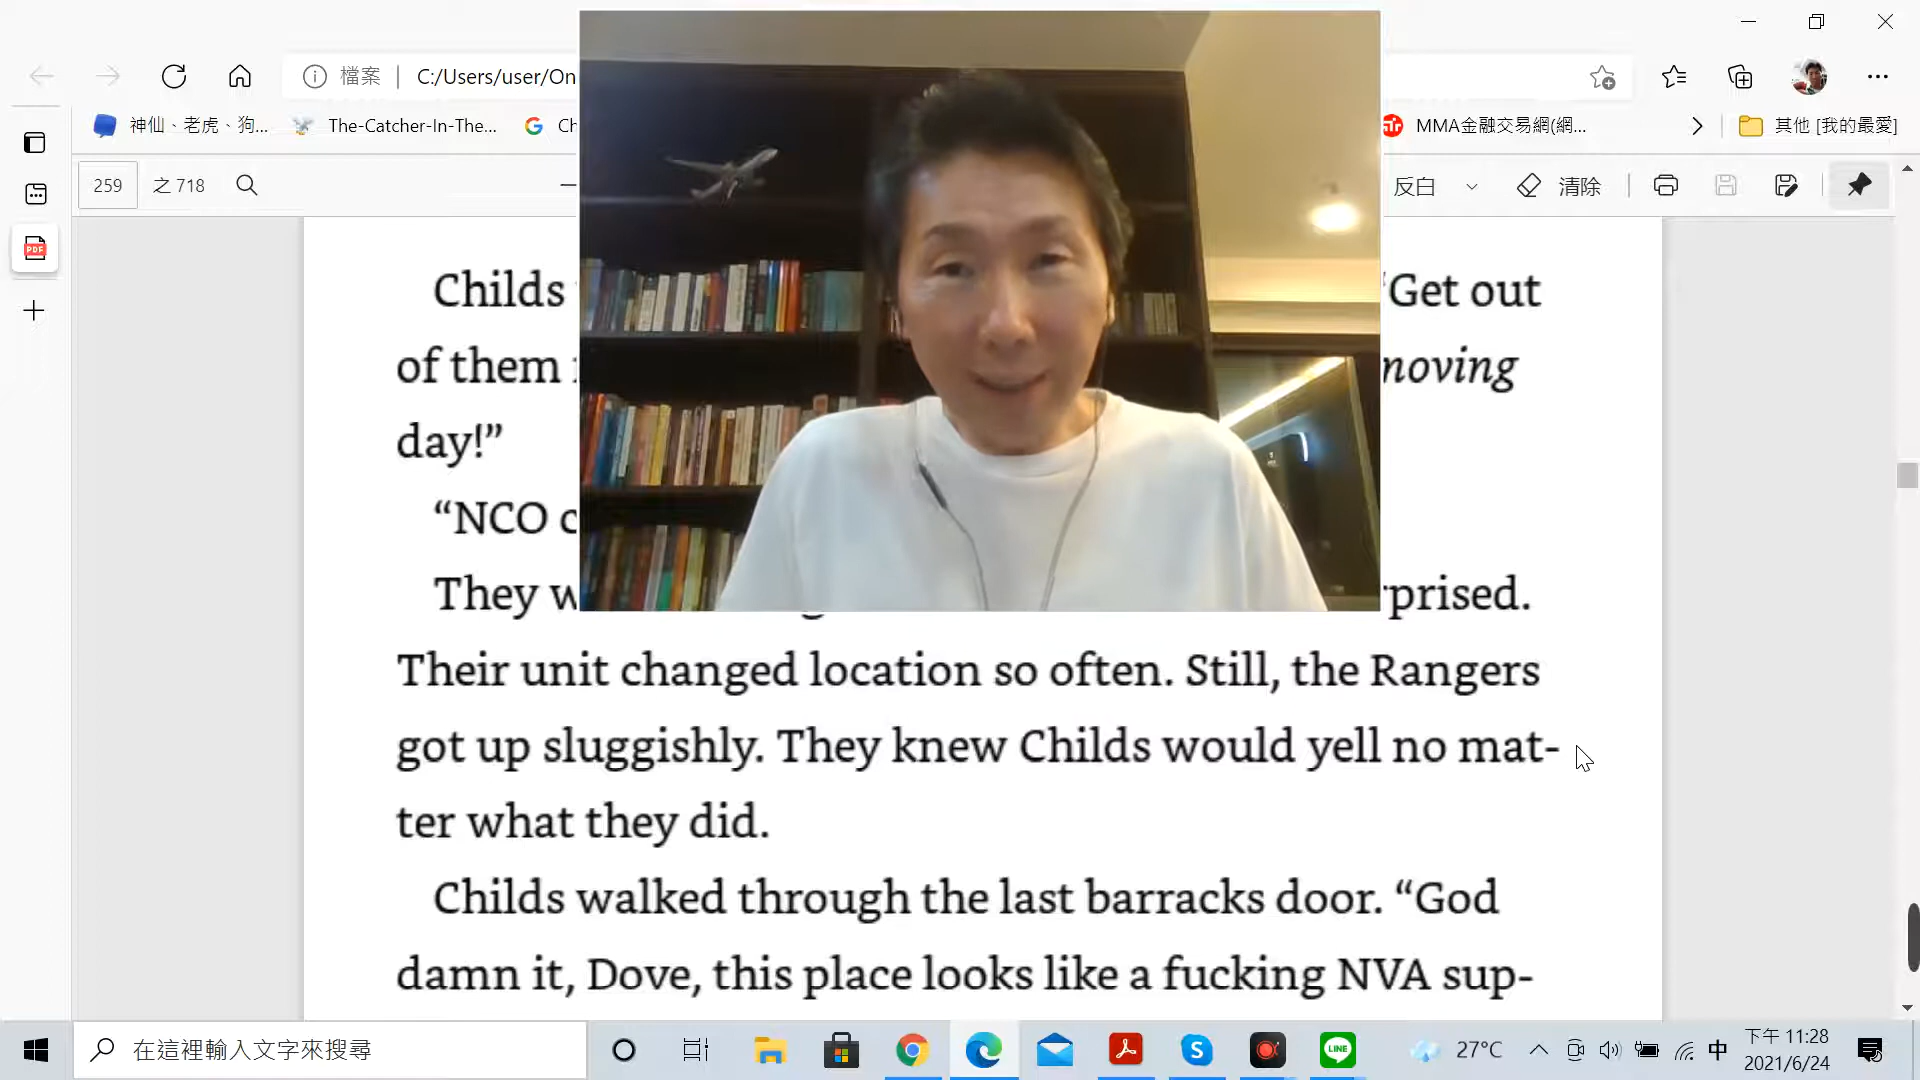 檔案
C:/Users/user/On
神仙、老虎、狗...
The-Catcher-In-The...
Ch
MMA金融交易網(網...
其他 [我的最愛]
259
之 718
反白
清除
Childs
"Get out
of them
moving
day!”
“NCO
They
Their unit changed location so often. Still, the Rangers
got up sluggishly. They knew Childs would yell no mat-
ter what they did.
Childs walked through the last barracks door. “God
damn it, Dove, this place looks like a fucking NVA sup-
PDF
在這裡輸入文字來搜尋
LINE
27°C
中
下午 11:28
2021/6/24